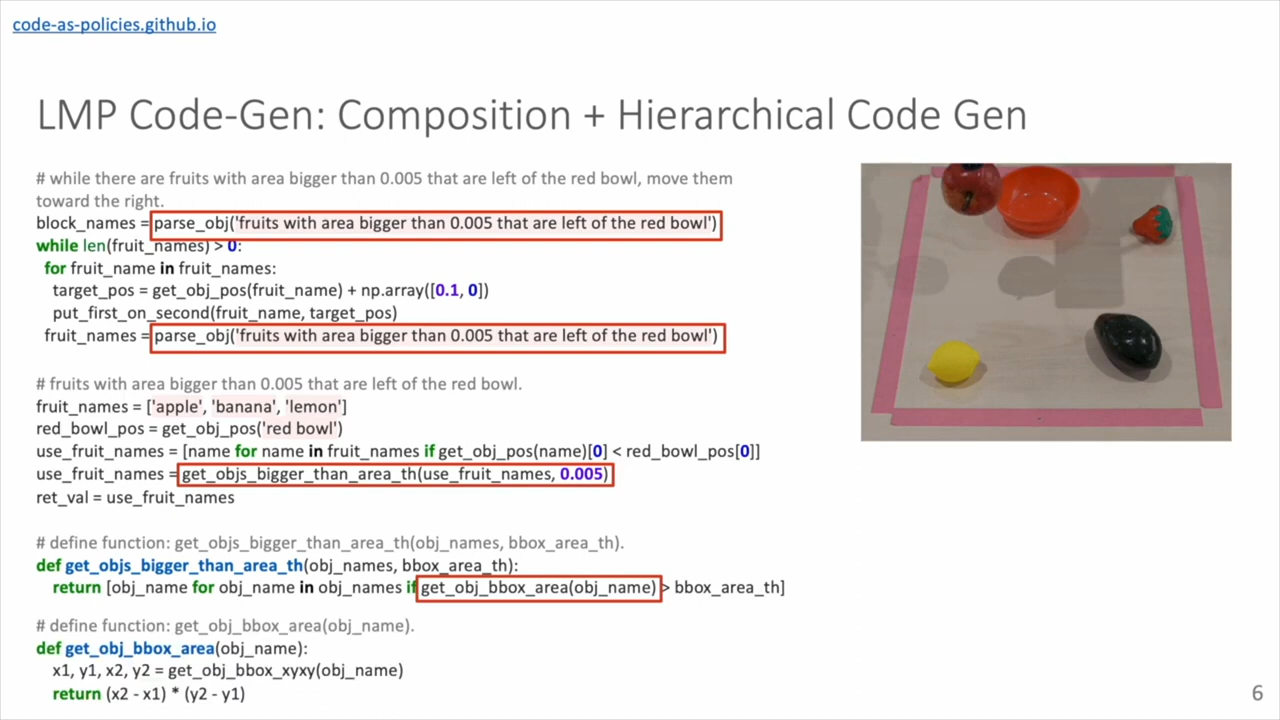 code-as-policies.github.io
LMP Code-Gen: Composition + Hierarchical Code Gen
# while there are fruits with area bigger than 0.005 that are left of the red bowl, move them
toward the right.
block_names = parse_obj('fruits with area bigger than 0.005 that are left of the red bowl')
while len(fruit_names) > 0:
for fruit_name in fruit_names:
target_pos = get_obj_pos(fruit_name) + np.array([0.1, 0])
put_first_on_second(fruit_name, target_pos)
fruit_names = parse_obj('fruits with area bigger than 0.005 that are left of the red bowl')
# fruits with area bigger than 0.005 that are left of the red bowl.
fruit_names = ['apple', 'banana', 'lemon']
red_bowl_pos = get_obj_pos('red bowl')
use_fruit_names = [name for name in fruit_names if get_obj_pos(name)[0] < red_bowl_pos[0]]
use_fruit_names = get_objs_bigger_than_area_th(use_fruit_names, 0.005)
ret_val = use_fruit_names
# define function: get_objs_bigger_than_area_th(obj_names, bbox_area_th).
def get_objs_bigger_than_area_th(obj_names, bbox_area_th):
return [obj_name for obj_name in obj_names if get_obj_bbox_area(obj_name) > bbox_area_th]
# define function: get_obj_bbox_area(obj_name).
def get_obj_bbox_area(obj_name):
x1, y1, x2, y2 = get_obj_bbox_xyxy(obj_name)
return (x2 - x1) * (y2 - y1)
6